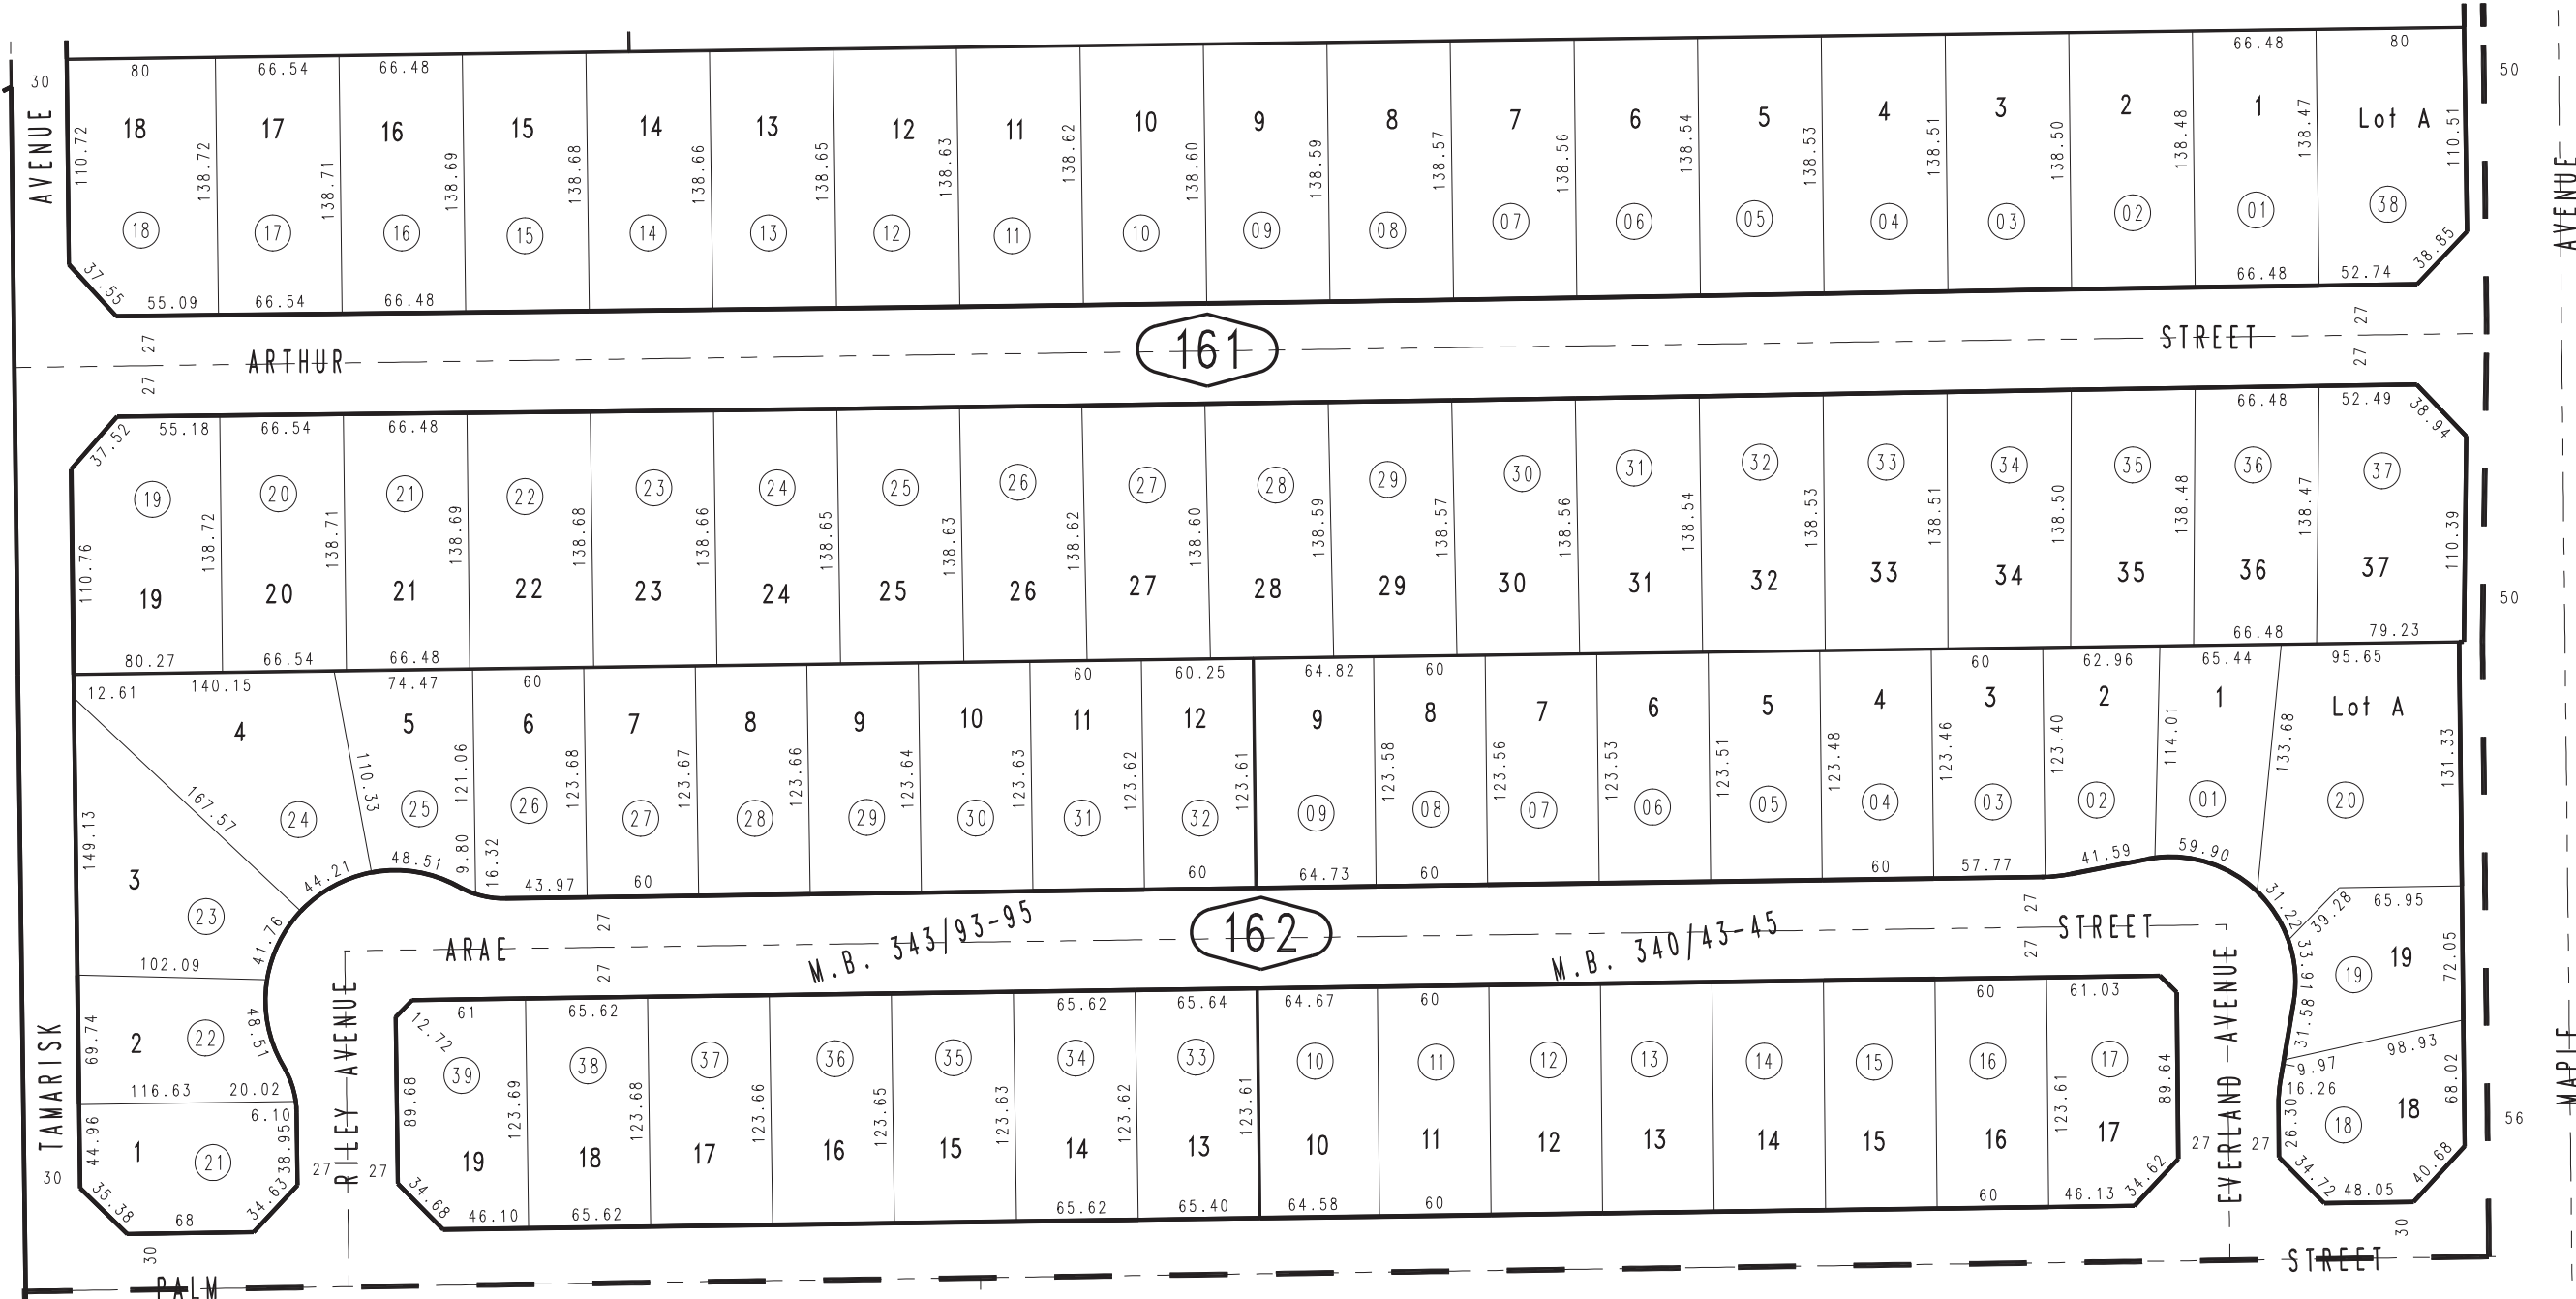 30 80 66.54 66.48 66.48 80 50
AVENUE
110.72 18 138.72 17 138.71 16 138.69 15 138.68 14 138.66 13 138.65 12 138.63 11 138.62 10 138.60 9 138.59 8 138.57 7 138.56 6 138.54 5 138.53 4 138.51 3 138.50 2 138.48 1 138.47 Lot A 110.51
AVENUE
18 17 16 15 14 13 12 11 10 09 08 07 06 05 04 03 02 01 38
37.55 55.09 66.54 66.48 66.48 52.74 38.85
27 27
ARTHUR 161 STREET
27 27
37.52 55.18 66.54 66.48 66.48 52.49 38.94
19 20 21 22 23 24 25 26 27 28 29 30 31 32 33 34 35 36 37
110.76 138.72 138.71 138.69 138.68 138.66 138.65 138.63 138.62 138.60 138.59 138.57 138.56 138.54 138.53 138.51 138.50 138.48 138.47 110.39
19 20 21 22 23 24 25 26 27 28 29 30 31 32 33 34 35 36 37
50
80.27 66.54 66.48 66.48 79.23
12.61 140.15 74.47 60 60 60.25 64.82 60 60 62.96 65.44 95.65
4 5 6 7 8 9 10 11 12 9 8 7 6 5 4 3 2 1 Lot A
167.57 110.33 121.06 123.68 123.67 123.66 123.64 123.63 123.62 123.61 123.58 123.56 123.53 123.51 123.48 123.46 123.40 114.01 133.68 131.33
24 25 26 27 28 29 30 31 32 09 08 07 06 05 04 03 02 01 20
149.13 3 44.21 48.51 9.80 16.32 43.97 60 60 64.73 60 60 57.77 41.59 59.90
23 41.76 31.22 39.28 65.95
102.09
27 27
ARAE M.B. 343/93-95 162 M.B. 340/43-45 STREET
27 27
33.91 19 19 72.05
TAMARISK
69.74 2 22 48.51
116.63 20.02
RILEY AVENUE
12.72 61 65.62 65.62 65.64 64.67 60 60 61.03
39 38 37 36 35 34 33 10 11 12 13 14 15 16 17
89.68 123.69 123.68 123.66 123.65 123.63 123.62 123.61 123.61 89.64
19 18 17 16 15 14 13 10 11 12 13 14 15 16 17
EVERLAND AVENUE
31.58 98.93
9.97
16.26
26.30 18 18 68.02
56
MAPLE
44.96 1 21 6.10 38.95
30 27 27 27 27
35.38 68 34.63 34.68 46.10 65.62 65.62 65.40 64.58 60 60 46.13 34.62 34.72 48.05 40.68
30 30
PALM STREET